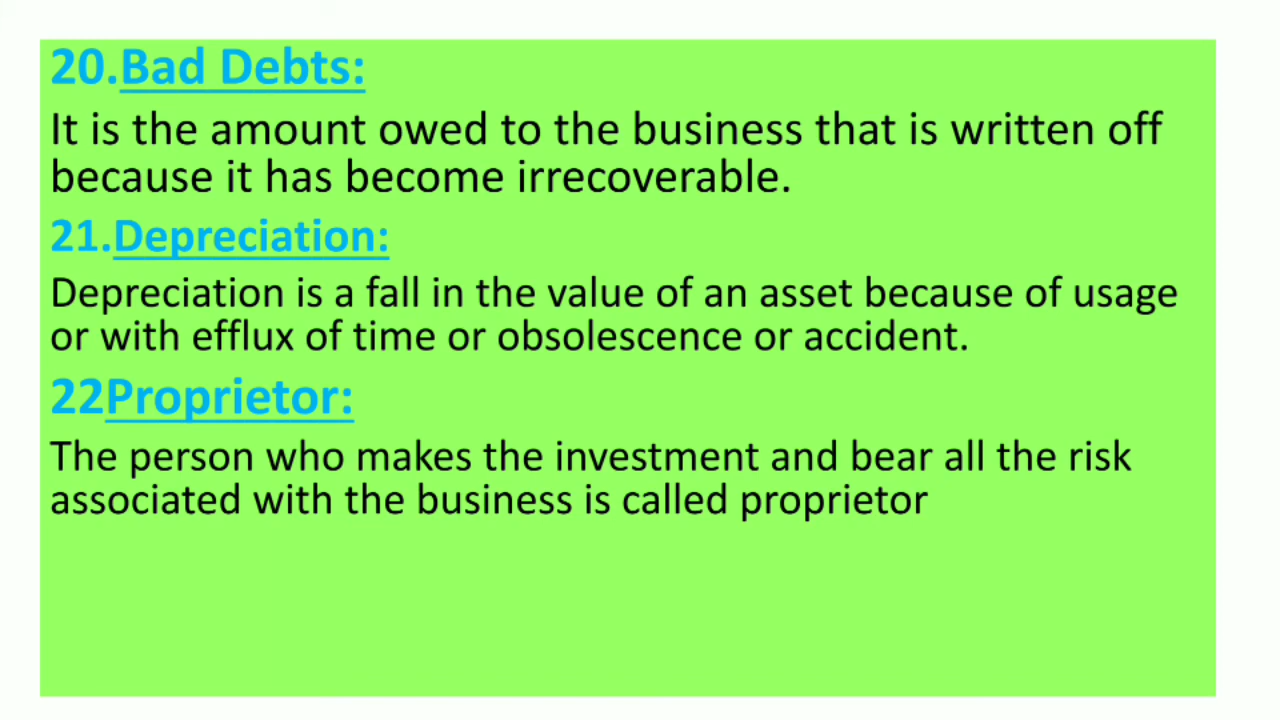 20.Bad Debts:
It is the amount owed to the business that is written off
because it has become irrecoverable.
21.Depreciation:
Depreciation is a fall in the value of an asset because of usage
or with efflux of time or obsolescence or accident.
22Proprietor:
The person who makes the investment and bear all the risk
associated with the business is called proprietor